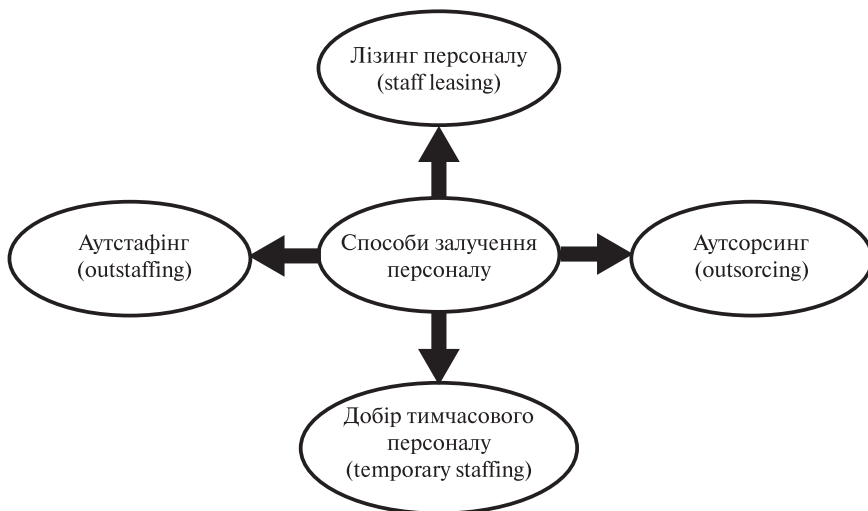 Лізинг персоналу
(staff leasing)
Аутстафінг
(outstaffing)
Способи залучення
персоналу
Аутсорсинг
(outsorcing)
Добір тимчасового
персоналу
(temporary staffing)